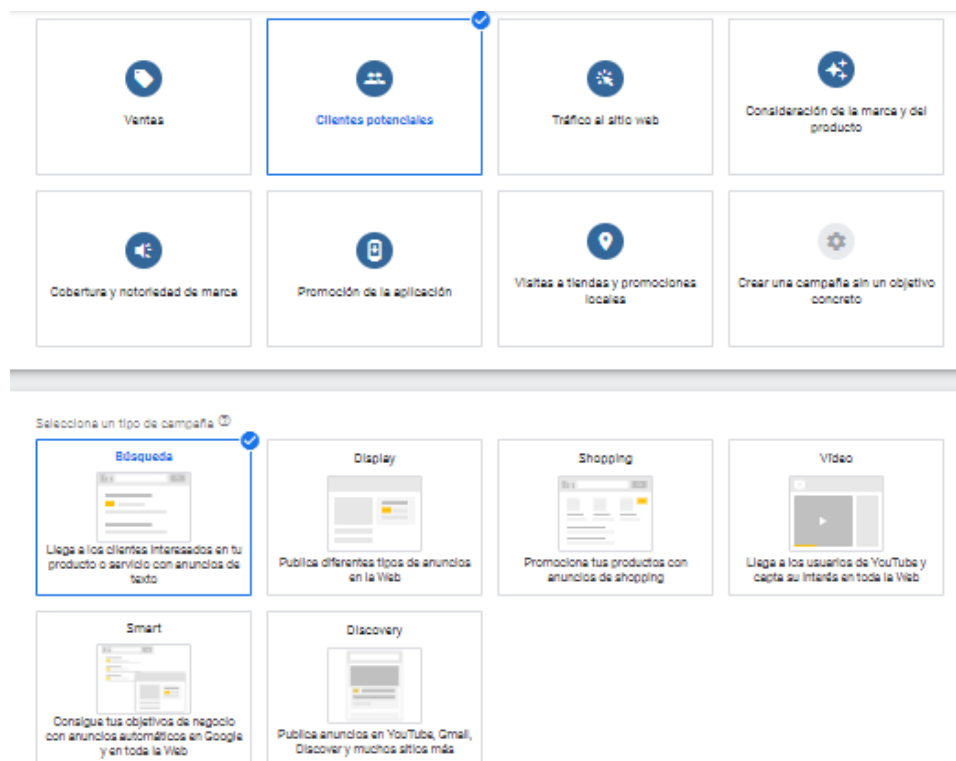 Ventas
Clientes potenciales
Tráfico al sitio web
Consideración de la marca y del
producto
Cobertura y notoriedad de marca
Promoción de la aplicación
Visitas a tiendas y promociones
locales
Crear una campaña sin un objetivo
concreto
Selecciona un tipo de campaña
Búsqueda
Llega a los clientes interesados en tu
producto o servicio con anuncios de
texto
Display
Publica diferentes tipos de anuncios
en la Web
Shopping
Promociona tus productos con
anuncios de shopping
Vídeo
Llega a los usuarios de YouTube y
capta su interés en toda la Web
Smart
Consigue tus objetivos de negocio
con anuncios automáticos en Google
y en toda la Web
Discovery
Publica anuncios en YouTube, Gmail,
Discover y muchos sitios más